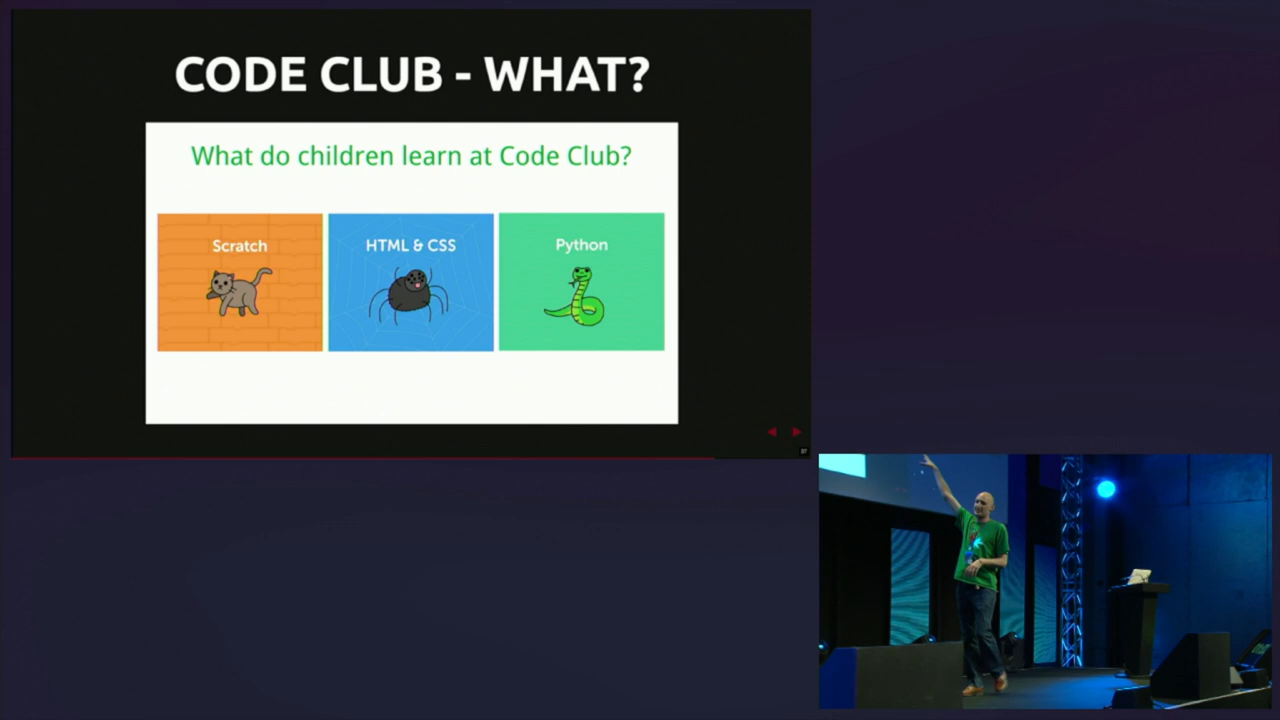 CODE CLUB - WHAT?
What do children learn at Code Club?
Scratch
HTML & CSS
Python